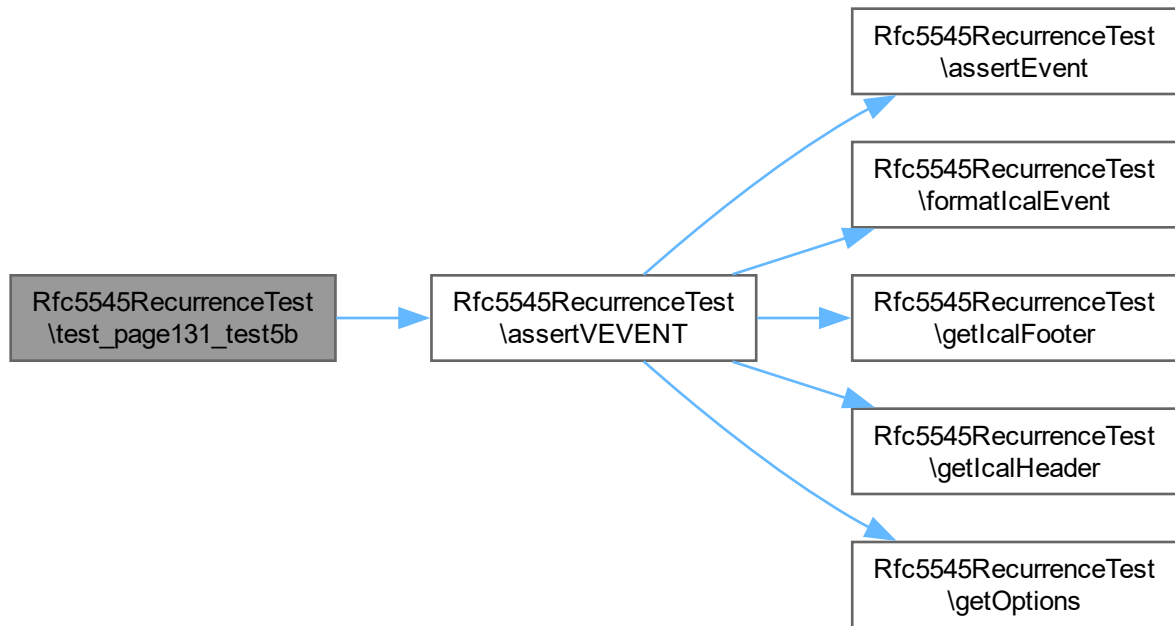 Rfc5545RecurrenceTest
\test_page131_test5b
Rfc5545RecurrenceTest
\assertVEVENT
Rfc5545RecurrenceTest
\assertEvent
Rfc5545RecurrenceTest
\formatIcalEvent
Rfc5545RecurrenceTest
\getIcalFooter
Rfc5545RecurrenceTest
\getIcalHeader
Rfc5545RecurrenceTest
\getOptions